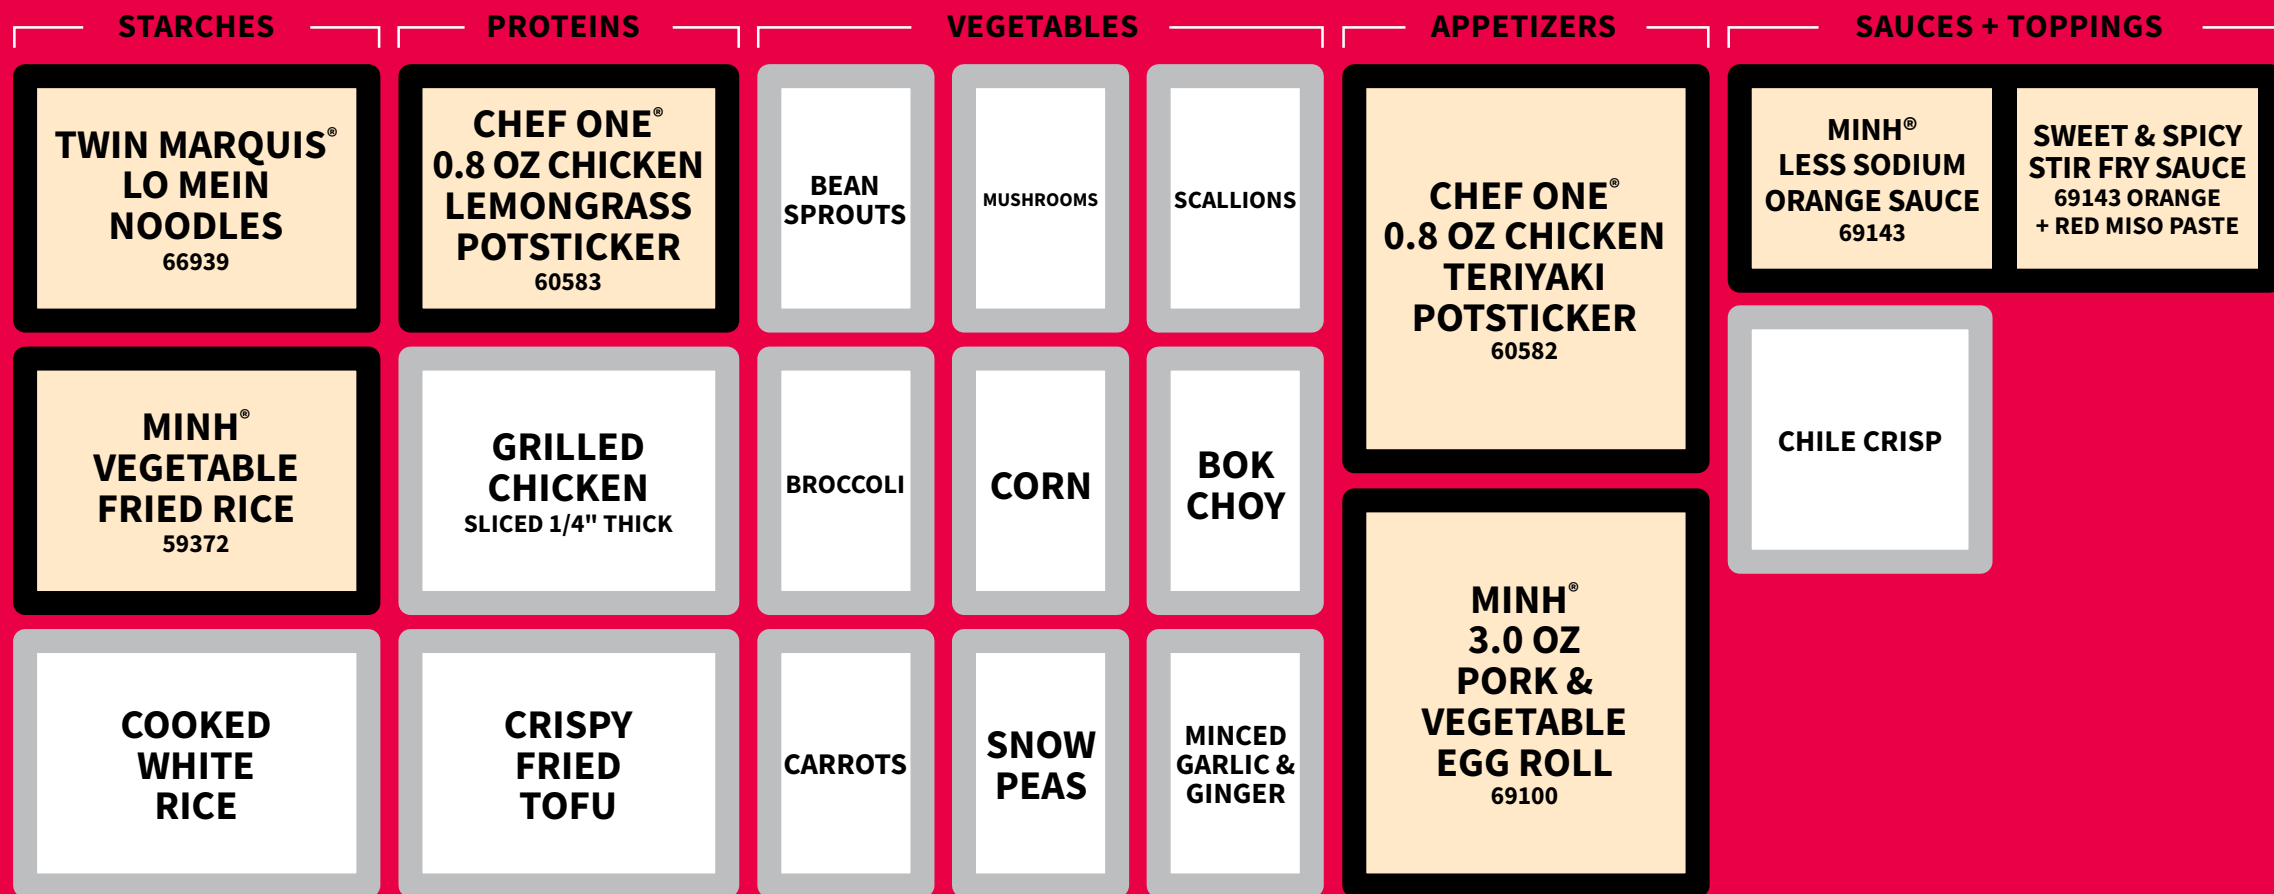 STARCHES
PROTEINS
VEGETABLES
APPETIZERS
SAUCES + TOPPINGS
TWIN MARQUIS®
LO MEIN
NOODLES
66939
MINH®
VEGETABLE
FRIED RICE
59372
COOKED
WHITE
RICE
CHEF ONE®
0.8 OZ CHICKEN
LEMONGRASS
POTSTICKER
60583
GRILLED
CHICKEN
SLICED 1/4" THICK
CRISPY
FRIED
TOFU
BEAN
SPROUTS
MUSHROOMS
SCALLIONS
BROCCOLI
CORN
BOK
CHOY
CARROTS
SNOW
PEAS
MINCED
GARLIC &
GINGER
CHEF ONE®
0.8 OZ CHICKEN
TERIYAKI
POTSTICKER
60582
MINH®
3.0 OZ
PORK &
VEGETABLE
EGG ROLL
69100
MINH®
LESS SODIUM
ORANGE SAUCE
69143
SWEET & SPICY
STIR FRY SAUCE
69143 ORANGE
+ RED MISO PASTE
CHILE CRISP